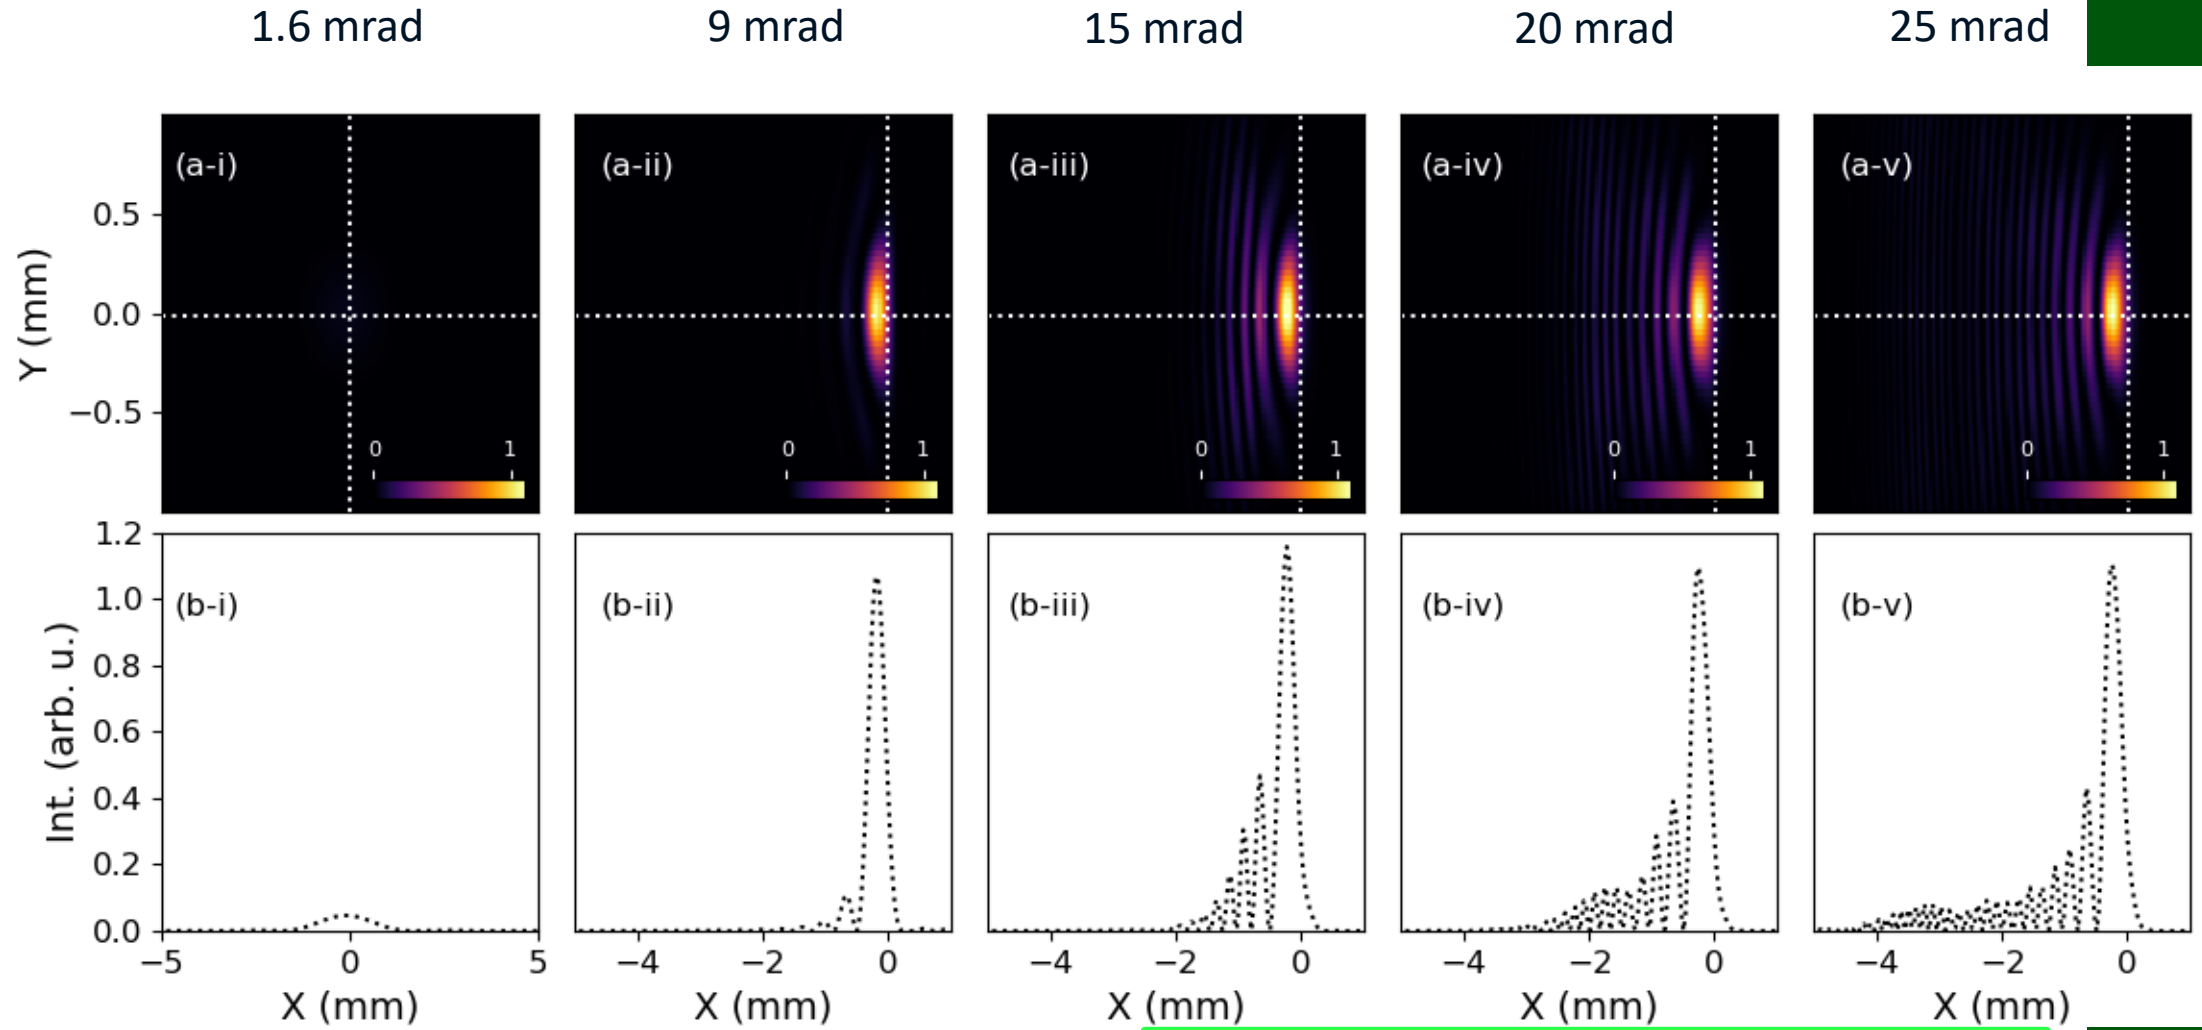 1.6 mrad 9 mrad 15 mrad 20 mrad 25 mrad
(a-i) (a-ii) (a-iii) (a-iv) (a-v)
0.5
0.0
−0.5
Y (mm)
0 1 0 1 0 1 0 1 0 1
1.2
1.0
0.8
0.6
0.4
0.2
0.0
Int. (arb. u.)
(b-i) (b-ii) (b-iii) (b-iv) (b-v)
−5 0 5 −4 −2 0 −4 −2 0 −4 −2 0 −4 −2 0
X (mm) X (mm) X (mm) X (mm) X (mm)